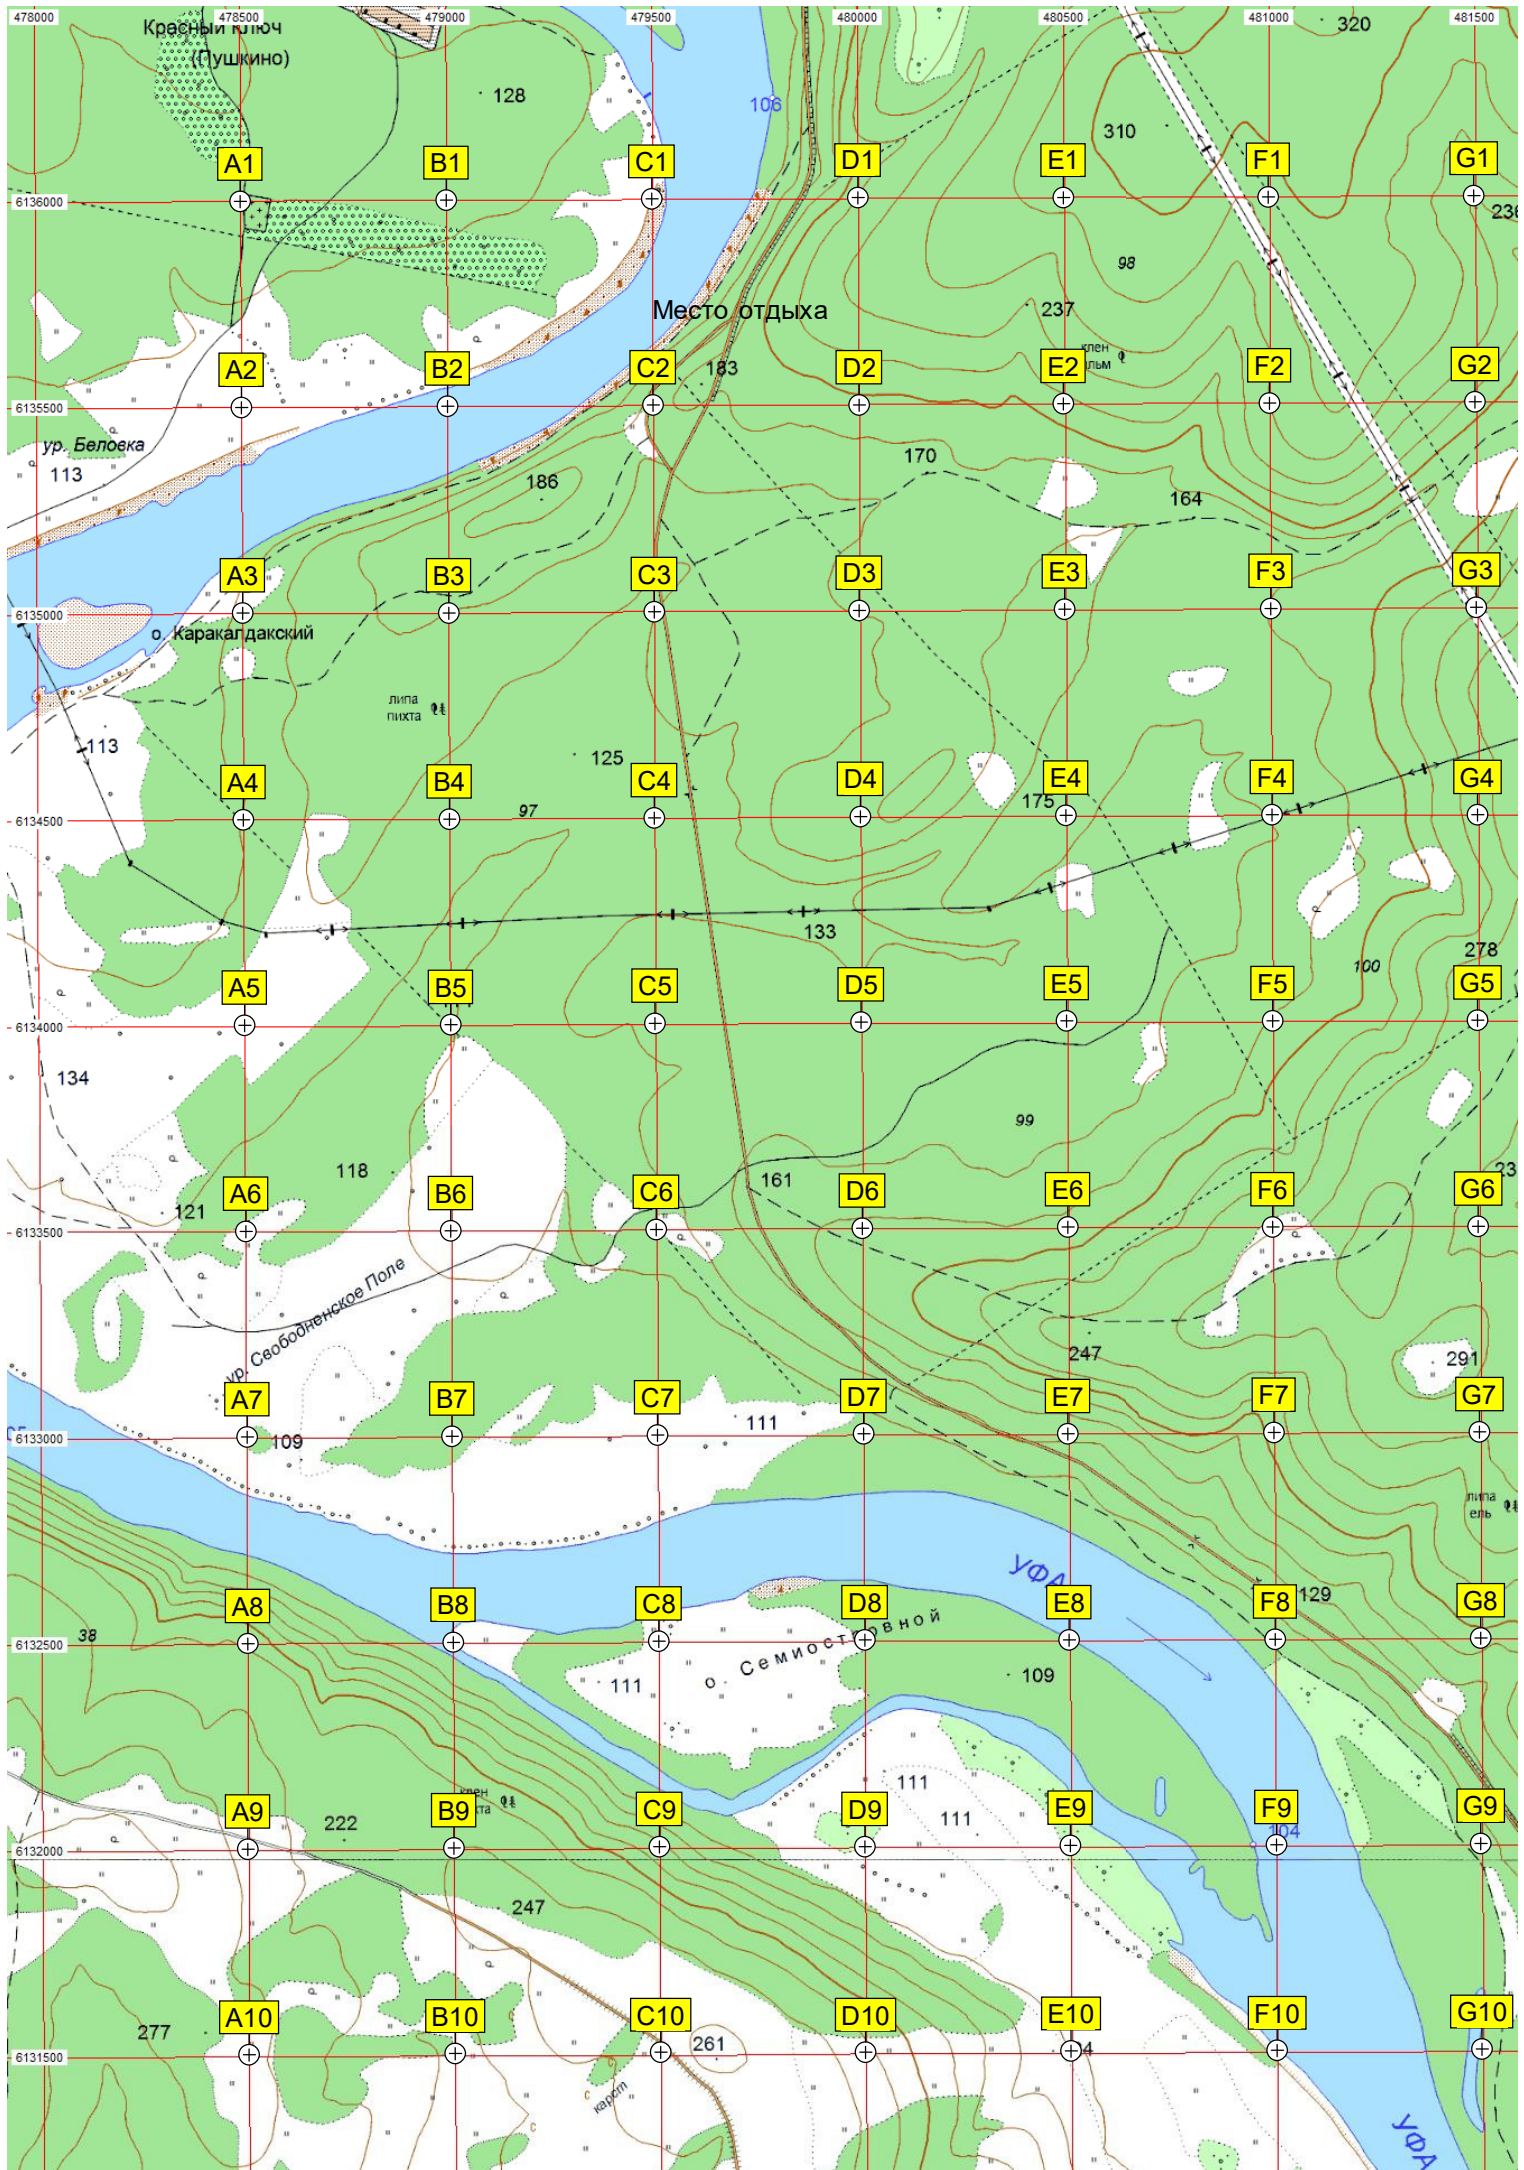 478000 478500 479000 479500 480000 480500 481000 481500
Красный Ключ
(Пушкино)
320
128
106
310
A1 B1 C1 D1 E1 F1 G1
6136000
236
98
Место отдыха
237
клен
183
A2 B2 C2 D2 E2 F2 G2
6135500
ур. Беловка
113
186
170
164
A3 B3 C3 D3 E3 F3 G3
6135000
о. Каракалдакский
липа
пихта
113
125
A4 B4 C4 D4 E4 F4 G4
175
97
6134500
133
278
100
A5 B5 C5 D5 E5 F5 G5
6134000
134
99
118
161
A6 B6 C6 D6 E6 F6 G6
121
6133500
ур. Свободненское Поле
247
291
A7 B7 C7 D7 E7 F7 G7
109
111
6133000
липа
ель
УФА
129
A8 B8 C8 D8 E8 F8 G8
38
6132500
о. Семиостровной
111
109
111
111
A9 B9 C9 D9 E9 F9 G9
222
104
6132000
247
A10 B10 C10 D10 E10 F10 G10
277
261
6131500
карст
УФА